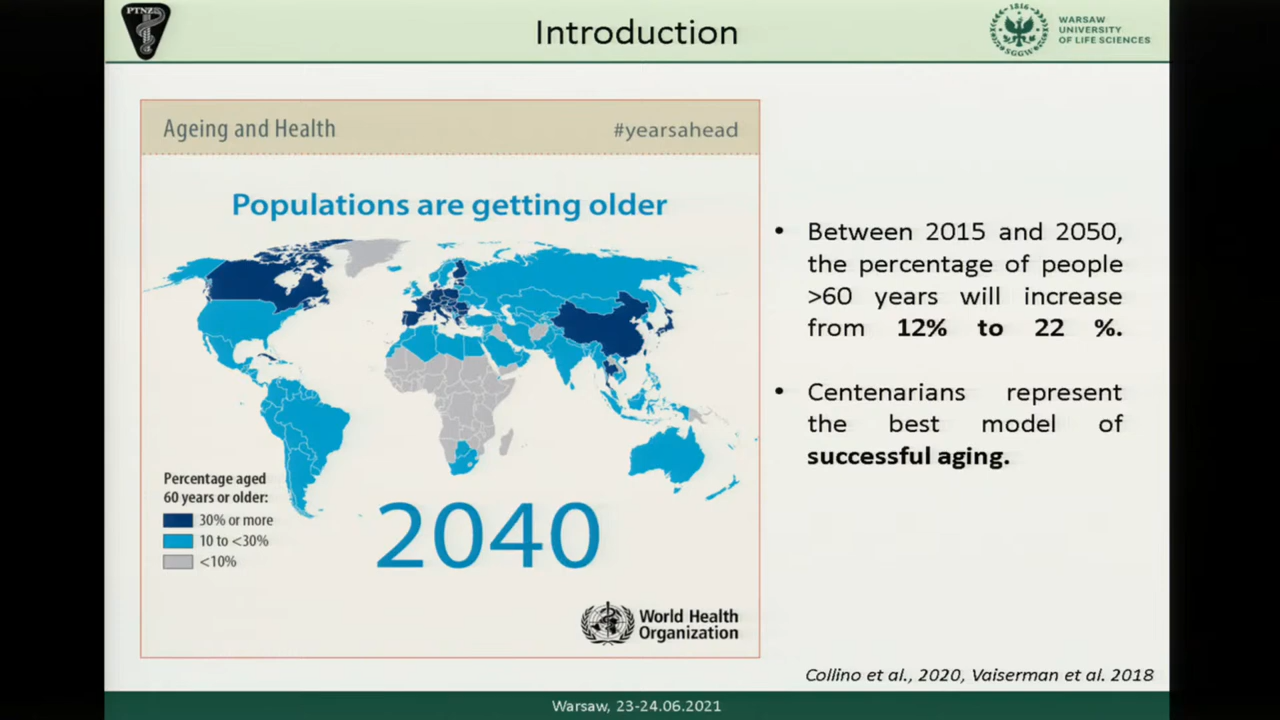 PTNŻ
Introduction
1816
SGGW
WARSAW
UNIVERSITY
OF LIFE SCIENCES
Ageing and Health
#yearsahead
Populations are getting older
Percentage aged
60 years or older:
30% or more
10 to <30%
<10%
2040
World Health
Organization
• Between 2015 and 2050,
the percentage of people
>60 years will increase
from 12% to 22 %.
• Centenarians represent
the best model of
successful aging.
Collino et al., 2020, Vaiserman et al. 2018
Warsaw, 23-24.06.2021